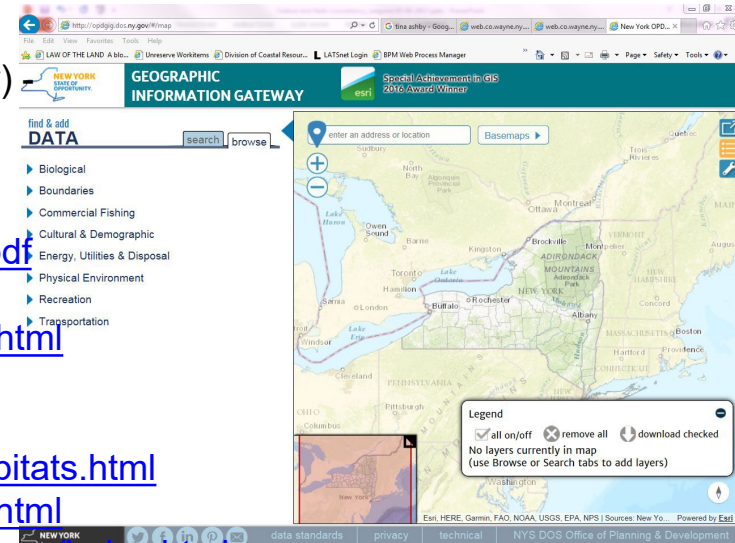 http://opdgig.dos.ny.gov/#/map
tina ashby - Goog...
web.co.wayne.ny....
web.co.wayne.ny....
New York OPD...
File Edit View Favorites Tools Help
LAW OF THE LAND A blo...
Unreserve Workitems
Division of Coastal Resour...
LATSnet Login
BPM Web Process Manager
Page
Safety
Tools
)
NEW YORK
STATE OF
OPPORTUNITY.
GEOGRAPHIC
INFORMATION GATEWAY
esri
Special Achievement in GIS
2016 Award Winner
find & add
DATA
search
browse
Biological
Boundaries
Commercial Fishing
Cultural & Demographic
Energy, Utilities & Disposal
Physical Environment
Recreation
Transportation
df
html
bitats.html
html
enter an address or location
Basemaps
Sudbury
North
Bay
Algonquin
Provincial
Park
Quebec
Trois
Rivieres
Montreal
Ottawa
MAIN
Lake
Huron
Owen
Sound
Barrie
Kingston
Brockville
Montpelier
VERMONT
Augus
ADIRONDACK
MOUNTAINS
Adirondack
Park
Toronto
Lake
Ontario
Hamilton
NEW YORK
NEW
HAMPSHIRE
Sarnia
London
Buffalo
Rochester
Albany
Concord
troit
Windsor
Lake
Erie
MASSACHUSETTS
Boston
Hartford
Providence
CONNECTICUT
Cleveland
PENNSYLVANIA
OHIO
Pittsburgh
Columbus
Washington
New York
Legend
all on/off
remove all
download checked
No layers currently in map
(use Browse or Search tabs to add layers)
Esri, HERE, Garmin, FAO, NOAA, USGS, EPA, NPS | Sources: New Yo...
Powered by Esri
NEW YORK
data standards
privacy
technical
NYS DOS Office of Planning & Development